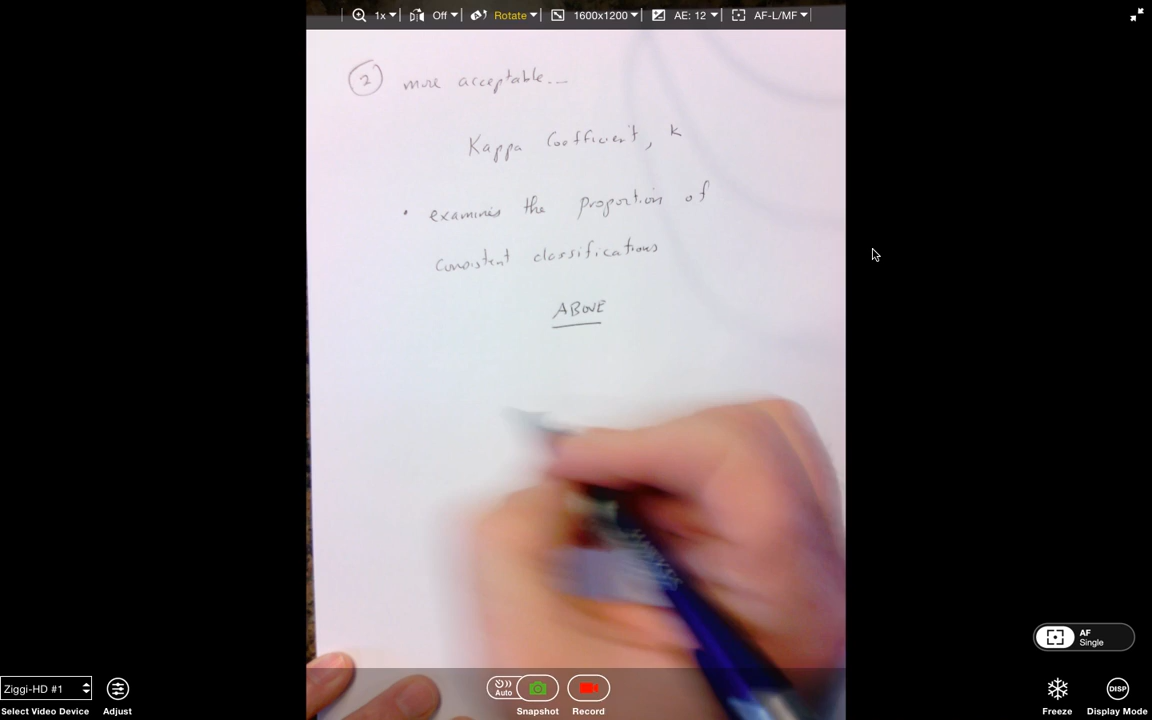 1x
Off
Rotate
1600x1200
AE: 12
AF-L/MF
2 more acceptable...
Kappa Coefficient, k
• examines the proportion of
consistent classifications
ABOVE
AF
Single
Ziggi-HD #1
Select Video Device
Adjust
Auto
Snapshot
Record
Freeze
DISP
Display Mode